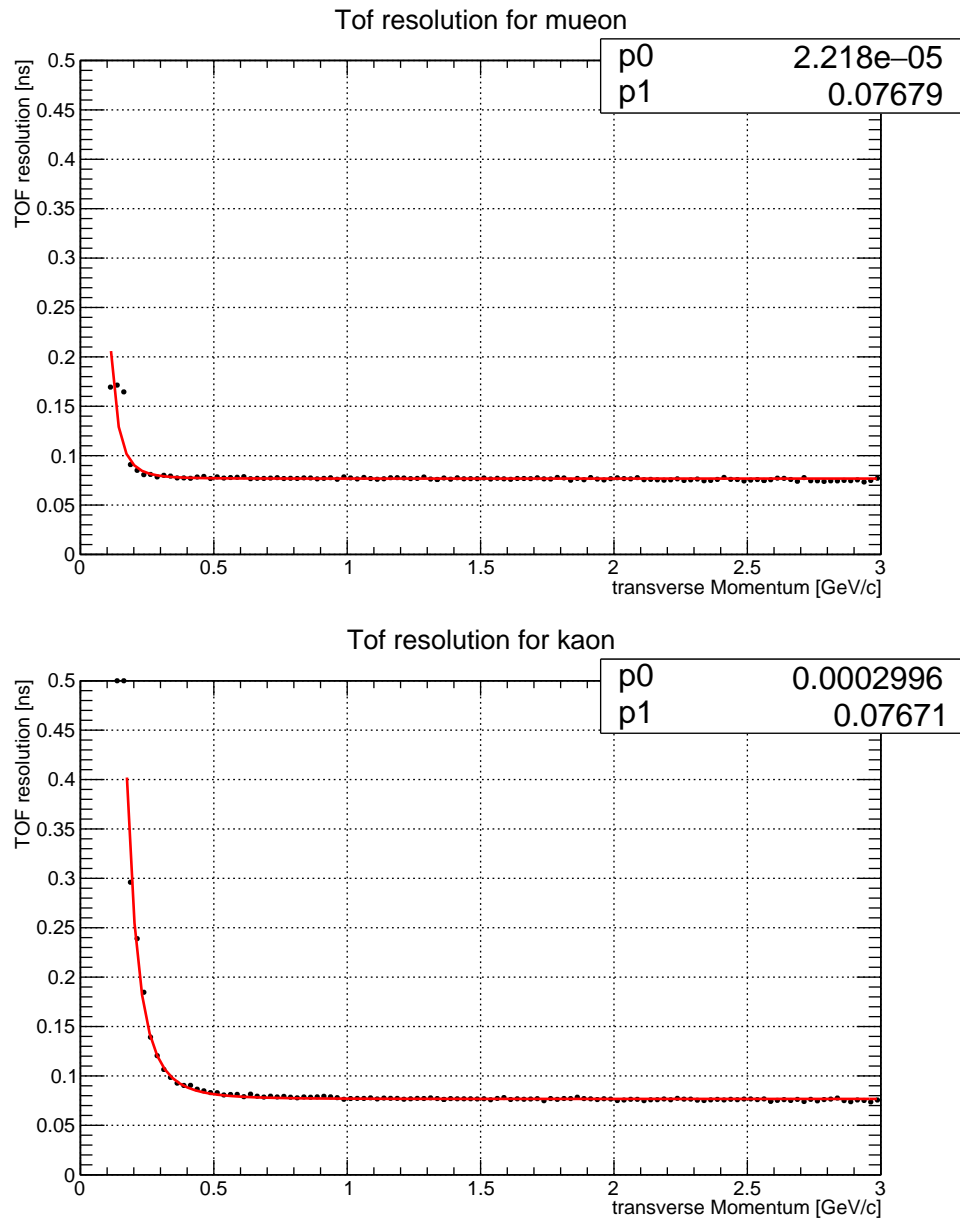 Tof resolution for mueon
p0 2.218e−05
p1 0.07679
TOF resolution [ns]
0.5
0.45
0.4
0.35
0.3
0.25
0.2
0.15
0.1
0.05
0
0 0.5 1 1.5 2 2.5 3
transverse Momentum [GeV/c]
Tof resolution for kaon
p0 0.0002996
p1 0.07671
TOF resolution [ns]
0.5
0.45
0.4
0.35
0.3
0.25
0.2
0.15
0.1
0.05
0
0 0.5 1 1.5 2 2.5 3
transverse Momentum [GeV/c]